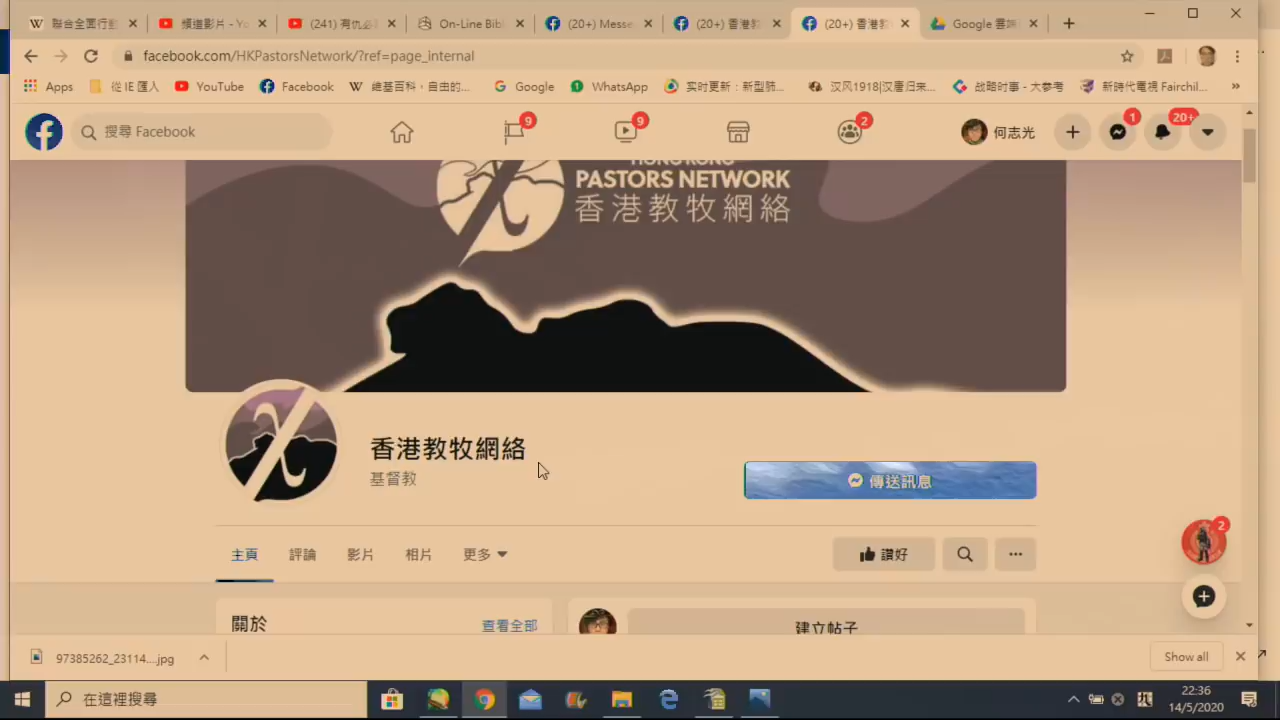 聯合全面行動
頻道影片 - Yo
(241) 有仇必
On-Line Bibl
(20+) Messe
(20+) 香港教
(20+) 香港教
Google 雲端
facebook.com/HKPastorsNetwork/?ref=page_internal
Apps
從 IE 匯入
YouTube
Facebook
維基百科，自由的...
Google
WhatsApp
实时更新：新型肺...
汉风1918|汉唐归来...
战略时事 - 大参考
新時代電視 Fairchil...
搜尋 Facebook
9
9
2
何志光
1
20+
HONG KONG
PASTORS NETWORK
香港教牧網絡
香港教牧網絡
基督教
傳送訊息
主頁
評論
影片
相片
更多
讚好
2
關於
查看全部
建立帖子
97385262_23114....jpg
Show all
在這裡搜尋
22:36
14/5/2020